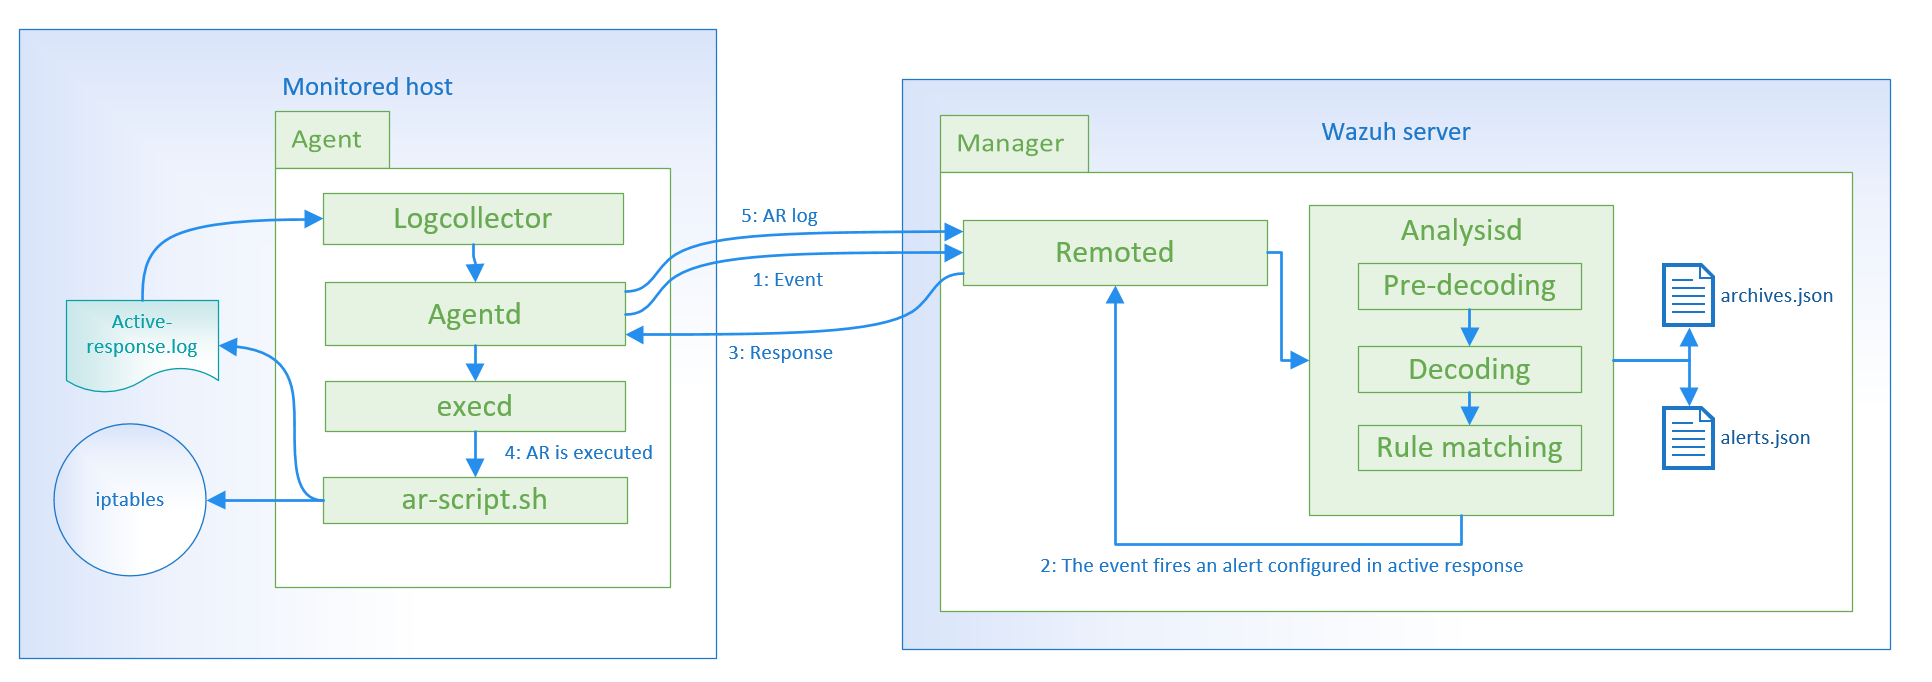 Monitored host
Agent
Logcollector
Agentd
execd
4: AR is executed
ar-script.sh
Active-
response.log
iptables
5: AR log
1: Event
3: Response
Wazuh server
Manager
Remoted
Analysisd
Pre-decoding
Decoding
Rule matching
archives.json
alerts.json
2: The event fires an alert configured in active response